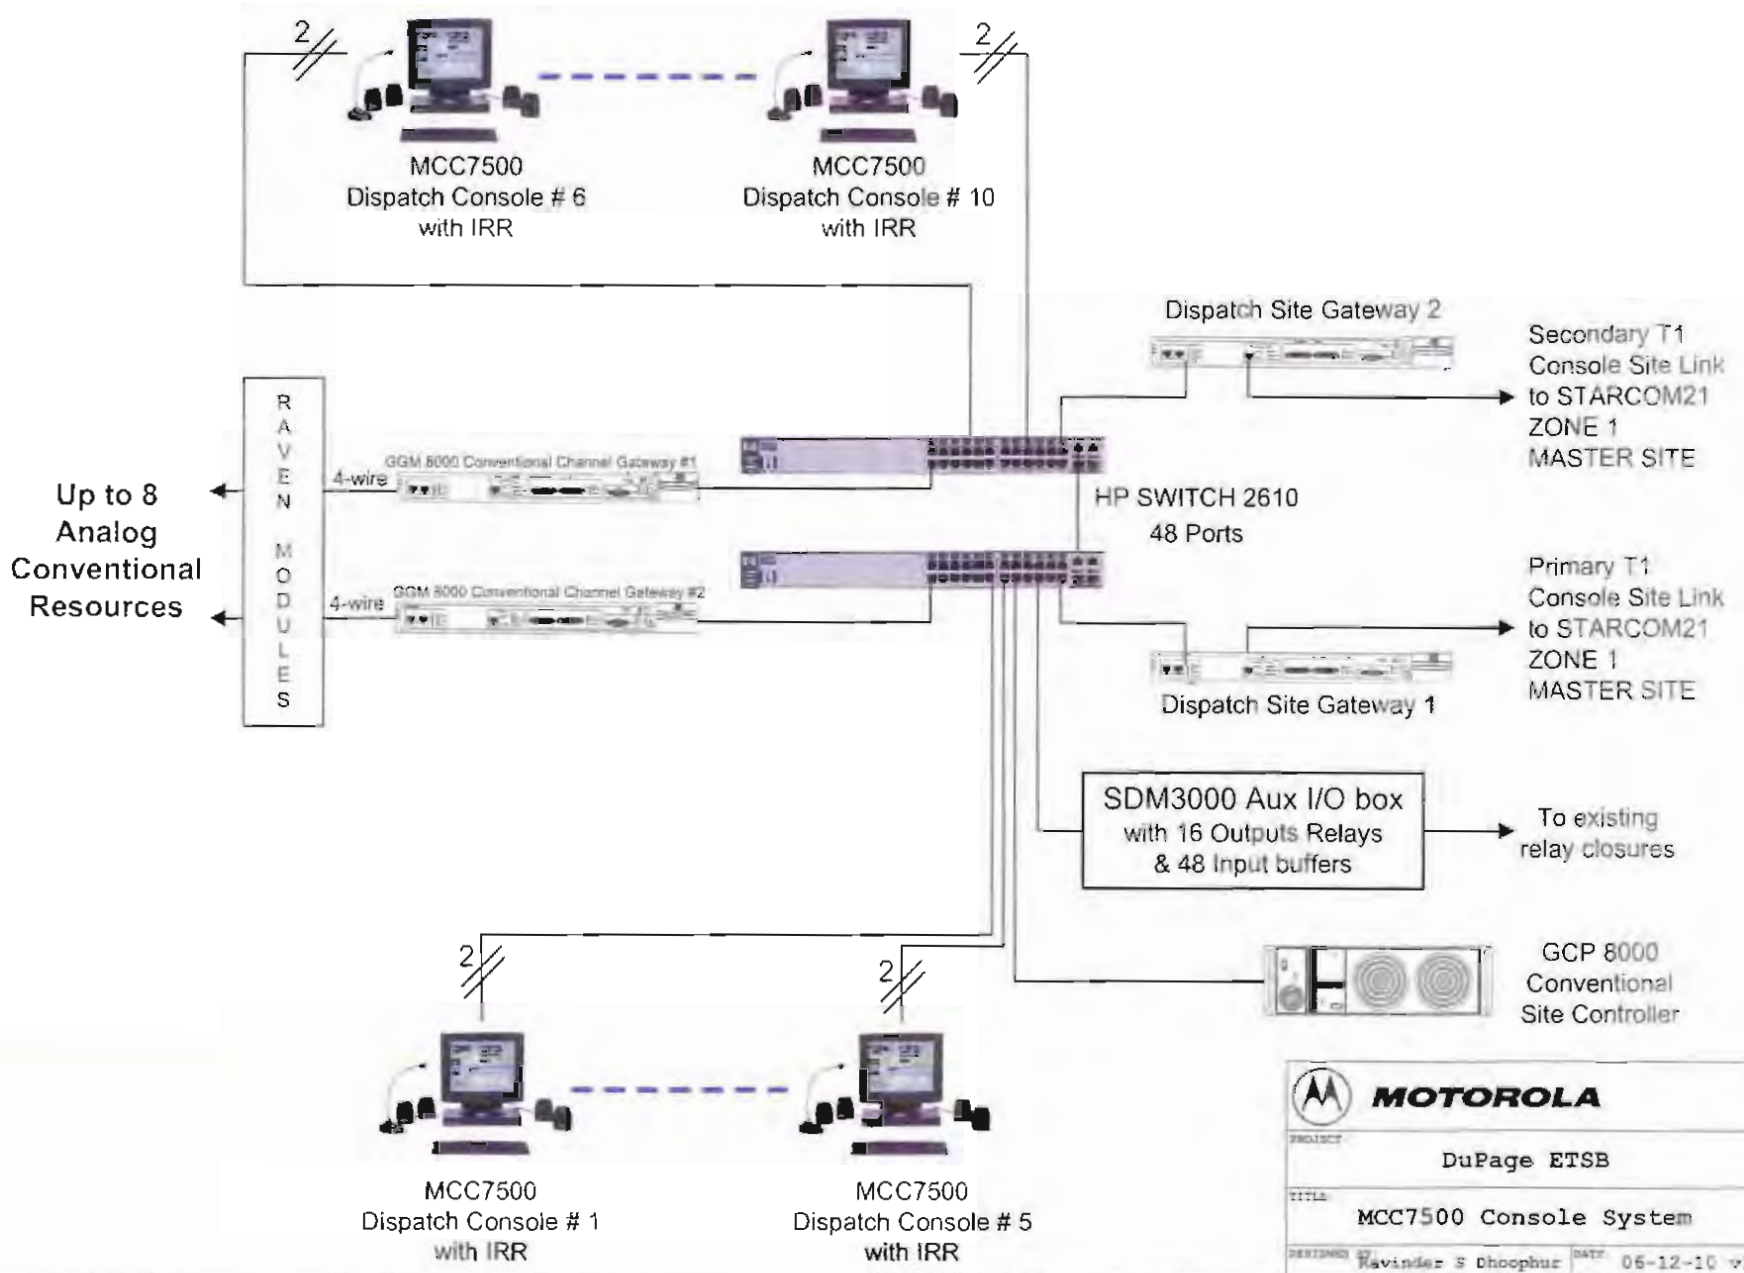 2
2
MCC7500
Dispatch Console # 6
with IRR
MCC7500
Dispatch Console # 10
with IRR
Dispatch Site Gateway 2
Secondary T1
Console Site Link
to STARCOM21
ZONE 1
MASTER SITE
RAVEN MODULES
4-wire
GGM 8000 Conventional Channel Gateway #1
Up to 8
Analog
Conventional
Resources
HP SWITCH 2610
48 Ports
4-wire
GGM 8000 Conventional Channel Gateway #2
Primary T1
Console Site Link
to STARCOM21
ZONE 1
MASTER SITE
Dispatch Site Gateway 1
SDM3000 Aux I/O box
with 16 Outputs Relays
& 48 Input buffers
To existing
relay closures
2
2
GCP 8000
Conventional
Site Controller
MCC7500
Dispatch Console # 1
with IRR
MCC7500
Dispatch Console # 5
with IRR
MOTOROLA
PROJECT
DuPage ETSB
TITLE
MCC7500 Console System
DESIGNED BY
Ravinder S Dhoophur
DATE
06-12-10